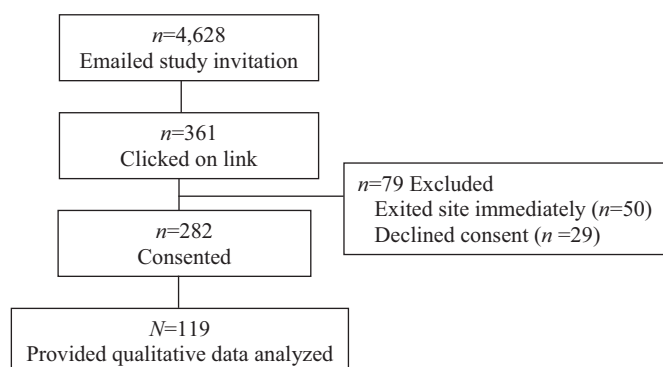 n=4,628
Emailed study invitation
n=361
Clicked on link
n=79 Excluded
Exited site immediately (n=50)
Declined consent (n =29)
n=282
Consented
N=119
Provided qualitative data analyzed